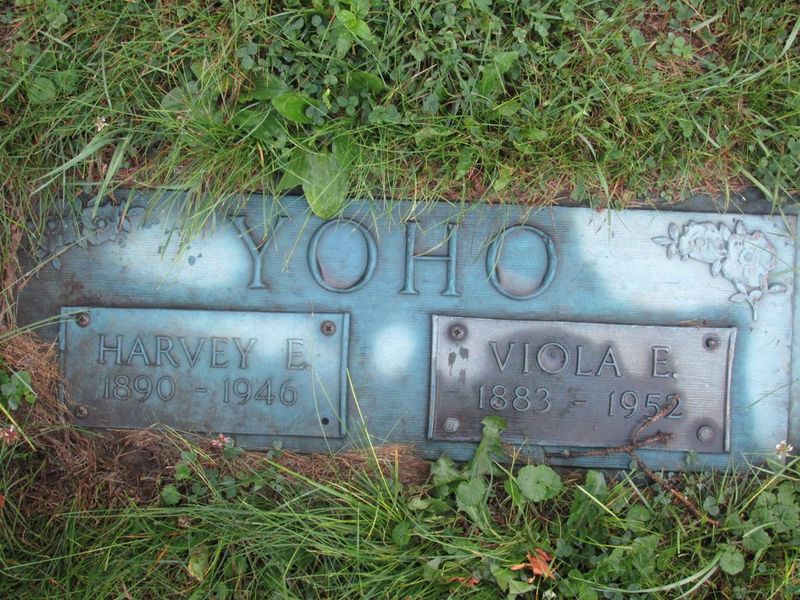 YOHO
HARVEY E.
1890 - 1946
VIOLA E.
1883 - 1952